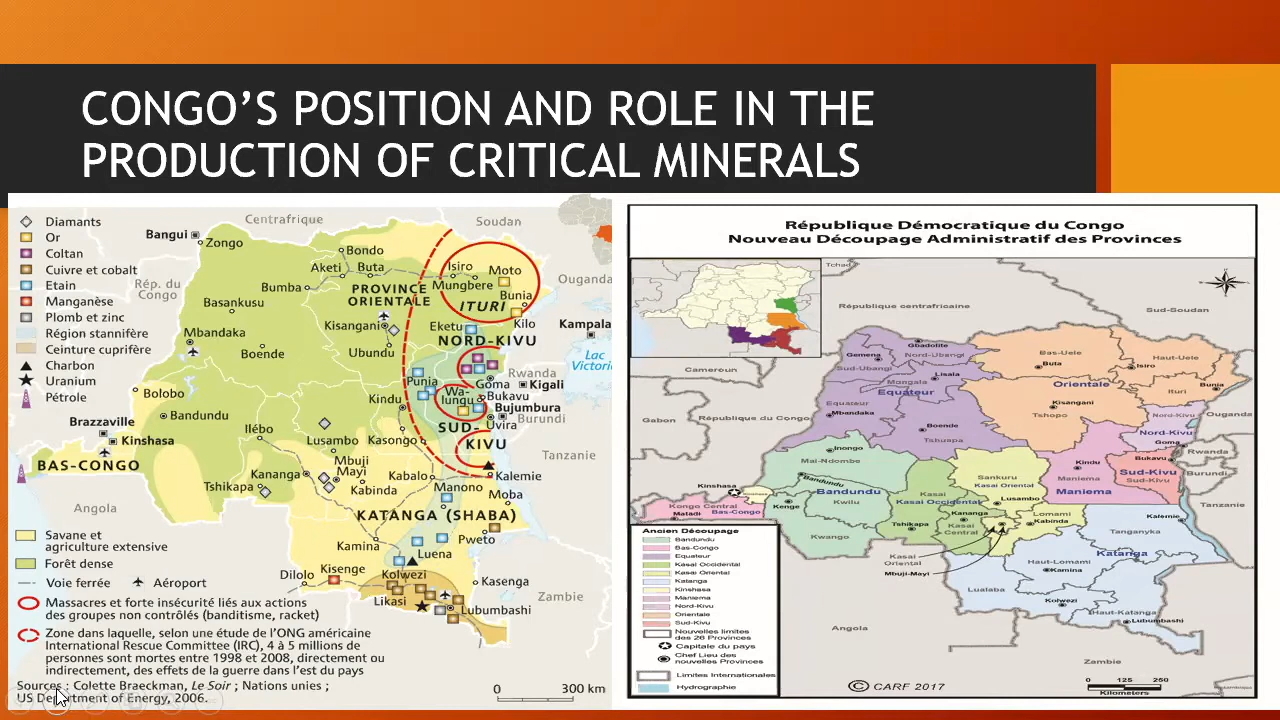 CONGO'S POSITION AND ROLE IN THE
PRODUCTION OF CRITICAL MINERALS
Diamants
Or
Coltan
Cuivre et cobalt
Etain
Manganèse
Plomb et zinc
Région stannifère
Ceinture cuprifère
Charbon
Uranium
Pétrole
Centrafrique
Soudan
Bangui
Zongo
Bondo
Aketi
Buta
Isiro
Moto
Ouganda
Rép. du
Congo
Bumba
PROVINCE
ORIENTALE
Mungbere
Bunia
ITURI
Basankusu
Kisangani
Eketu
Kilo
Kampala
Mbandaka
NORD-KIVU
Boende
Ubundu
Lac
Victori
Punia
Goma
Rwanda
Kigali
Bolobo
Kindu
Wa-
lungu
Bukavu
Bujumbura
Burundi
Brazzaville
Bandundu
SUD-
KIVU
Uvira
Kinshasa
Ilébo
Lusambo
Kasongo
Tanzanie
BAS-CONGO
Kananga
Mbuji
Mayi
Kabalo
Kalemie
Tshikapa
Kabinda
Manono
Moba
Angola
KATANGA (SHABA)
Kamina
Pweto
Luena
Dilolo
Kisenge
Kolwezi
Kasenga
Likasi
Lubumbashi
Zambie
Savane et
agriculture extensive
Forêt dense
Voie ferrée
Aéroport
Massacres et forte insécurité liés aux actions
des groupes non contrôlés (banditisme, racket)
Zone dans laquelle, selon une étude de l'ONG américaine
International Rescue Committee(IRC), 4 à 5 millions de
personnes sont mortes entre 1998 et 2008, directement ou
indirectement, des effets de la guerre dans l'est du pays
Sources : Colette Braeckman, Le Soir ; Nations unies ;
US Department of Energy, 2006.
0 300 km
République Démocratique du Congo
Nouveau Découpage Administratif des Provinces
Tchad
République centrafricaine
Sud-Soudan
Cameroun
Gbadolite
Gemena
Nord-Ubangi
Sud-Ubangi
Bas-Uele
Buta
Haut-Uele
Isiro
Lisala
Mongala
Orientale
Ituri
Bunia
Equateur
Equateur
Mbandaka
Kisangani
Tshopo
Gabon
République du Congo
Boende
Tshuapa
Nord-Kivu
Ouganda
Nord-Kivu
Goma
Inongo
Mai-Ndombe
Rwanda
Bukavu
Kindu
Sud-Kivu
Sud-Kivu
Burundi
Sankuru
Kasai Oriental
Maniema
Maniema
Kinshasa
Bandundu
Bandundu
Kwilu
Kenge
Kasai
Kasai Occidental
Lusambo
Kongo Central
Bas-Congo
Matadi
Kananga
Lomami
Kabinda
Kalemie
Tanzanie
Tshikapa
Kasai
Central
Kwango
Tanganyka
Kasai
Oriental
Mbuji-Mayi
Katanga
Haut-Lomami
Kamina
Lualaba
Kolwezi
Haut-Katanga
Lubumbashi
Angola
Zambie
Ancien Découpage
Bandundu
Bas-Congo
Equateur
Kasai Occidental
Kasai Oriental
Katanga
Kinshasa
Maniema
Nord-Kivu
Orientale
Sud-Kivu
Nouvelles limites
des 26 Provinces
Capitale du pays
Chef Lieu des
nouvelles Provinces
Limites Internationales
Hydrographie
© CARF 2017
0 125 250
Kilometers